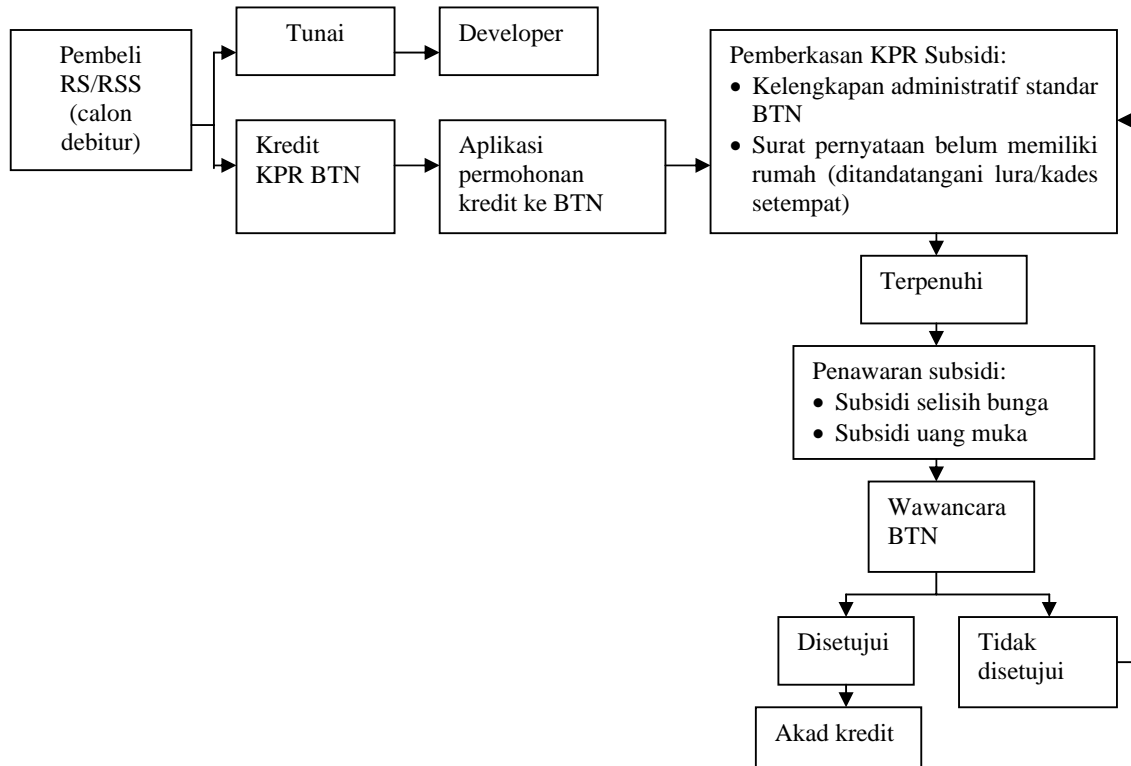 Pembeli
RS/RSS
(calon
debitur)
Tunai
Developer
Kredit
KPR BTN
Aplikasi
permohonan
kredit ke BTN
Pemberkasan KPR Subsidi:
• Kelengkapan administratif standar
BTN
• Surat pernyataan belum memiliki
rumah (ditandatangani lura/kades
setempat)
Terpenuhi
Penawaran subsidi:
• Subsidi selisih bunga
• Subsidi uang muka
Wawancara
BTN
Disetujui
Tidak
disetujui
Akad kredit